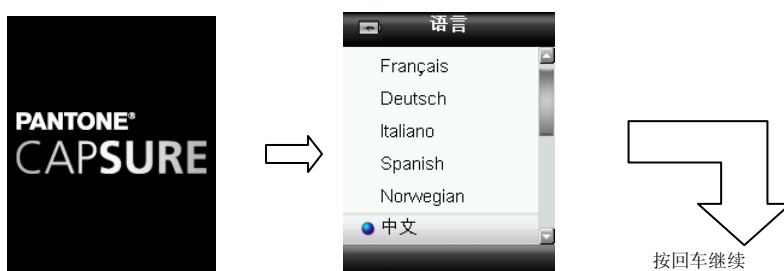 PANTONE®
CAPSURE
语言
Français
Deutsch
Italiano
Spanish
Norwegian
中文
按回车继续